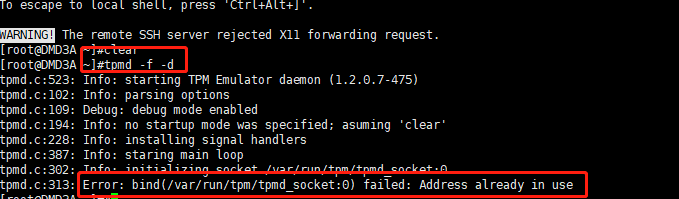 To escape to local shell, press 'Ctrl+Alt+]'.
WARNING! The remote SSH server rejected X11 forwarding request.
[root@DMD3A ~]#clear
[root@DMD3A ~]#tpmd -f -d
tpmd.c:523: Info: starting TPM Emulator daemon (1.2.0.7-475)
tpmd.c:102: Info: parsing options
tpmd.c:109: Debug: debug mode enabled
tpmd.c:194: Info: no startup mode was specified; asuming 'clear'
tpmd.c:228: Info: installing signal handlers
tpmd.c:387: Info: staring main loop
tpmd.c:302: Info: initializing socket /var/run/tpm/tpmd_socket:0
tpmd.c:313: Error: bind(/var/run/tpm/tpmd_socket:0) failed: Address already in use
[root@DMD3A ~]#